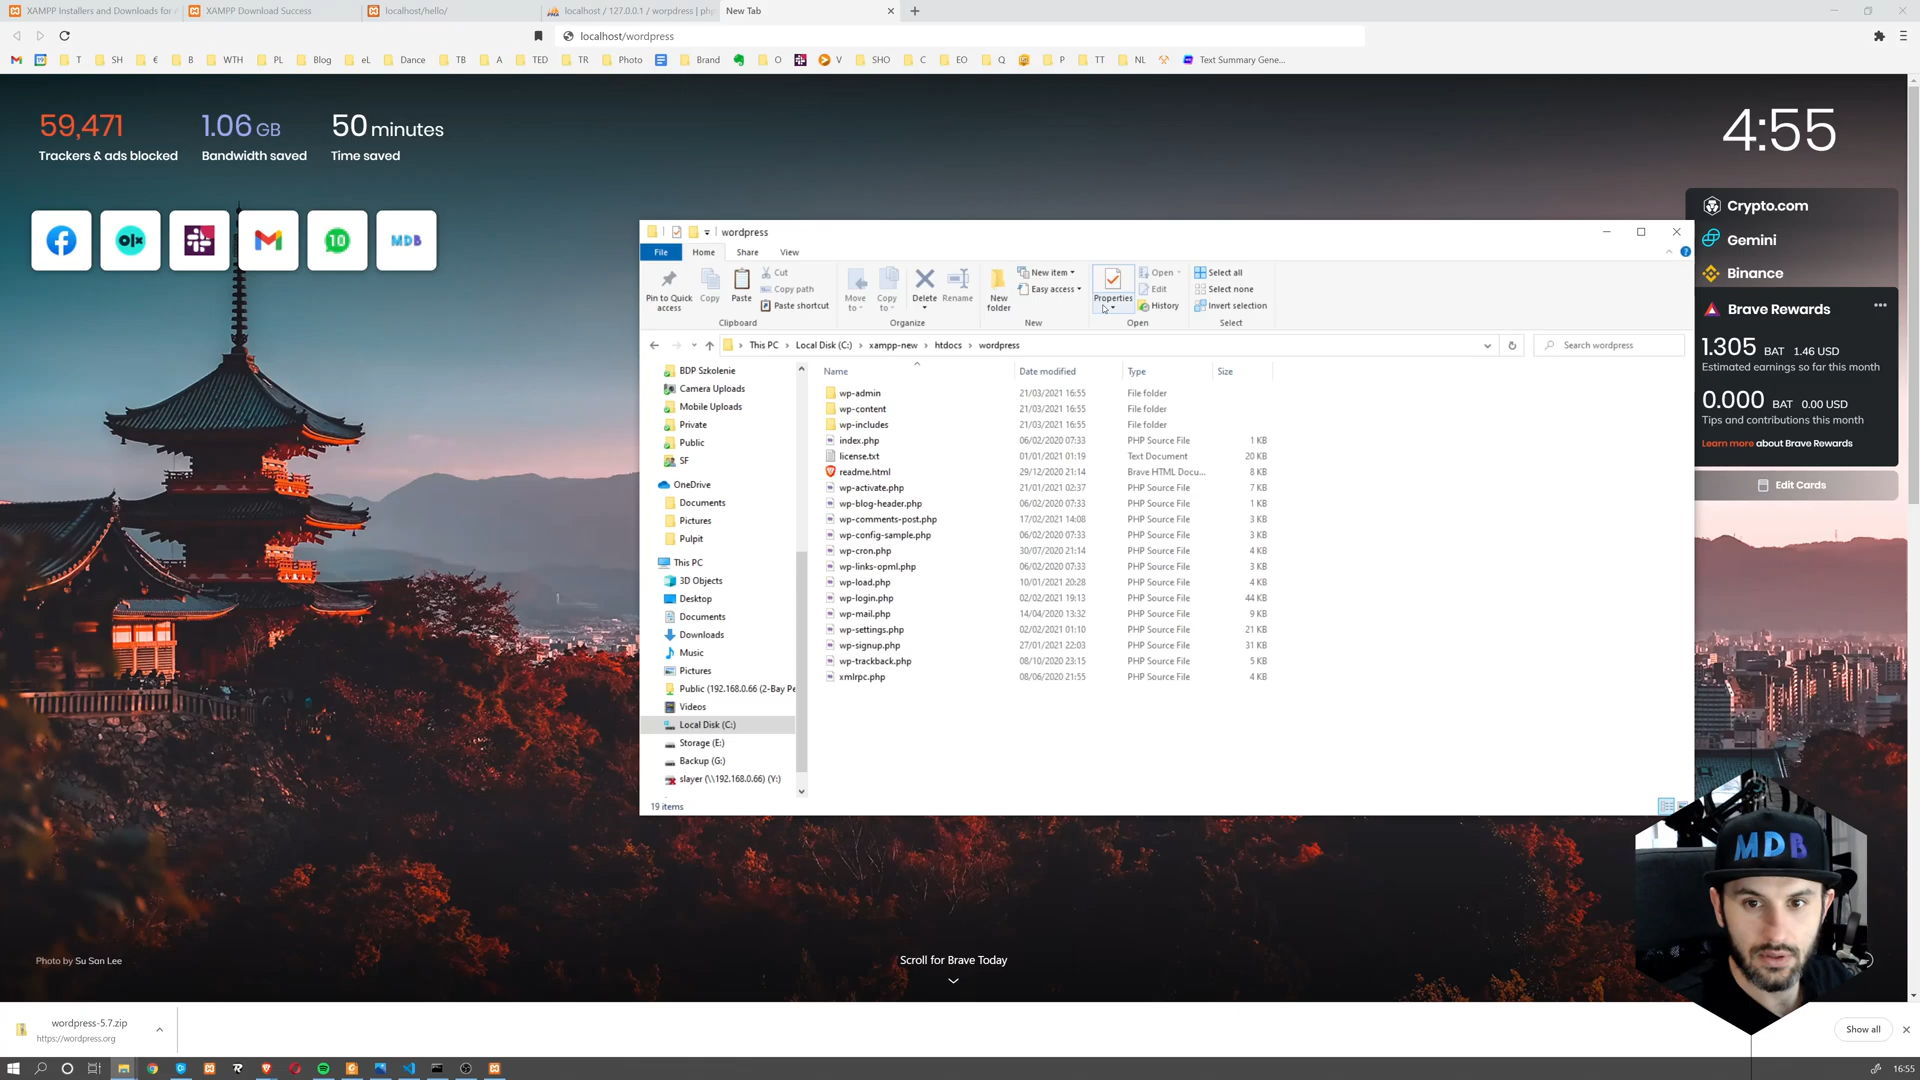 XAMPP Installers and Downloads for
XAMPP Download Success
localhost/hello/
localhost / 127.0.0.1 / worpdress | php
New Tab
localhost/wordpress
T
SH
€
B
WTH
PL
Blog
eL
Dance
TB
A
TED
TR
Photo
Brand
O
V
SHO
C
EO
Q
P
TT
NL
Text Summary Gene...
59,471
Trackers & ads blocked
1.06 GB
Bandwidth saved
50 minutes
Time saved
4:55
olx
10
MDB
Crypto.com
Gemini
Binance
Brave Rewards
1.305 BAT 1.46 USD
Estimated earnings so far this month
0.000 BAT 0.00 USD
Tips and contributions this month
Learn more about Brave Rewards
Edit Cards
wordpress
File Home Share View
Pin to Quick access
Copy
Paste
Cut
Copy path
Paste shortcut
Clipboard
Move to
Copy to
Delete
Rename
Organize
New folder
New item
Easy access
New
Properties
Open
Edit
History
Open
Select all
Select none
Invert selection
Select
This PC > Local Disk (C:) > xampp-new > htdocs > wordpress
Search wordpress
BDP Szkolenie
Camera Uploads
Mobile Uploads
Private
Public
SF
OneDrive
Documents
Pictures
Pulpit
This PC
3D Objects
Desktop
Documents
Downloads
Music
Pictures
Public (192.168.0.66 (2-Bay Pe
Videos
Local Disk (C:)
Storage (E:)
Backup (G:)
slayer (\\192.168.0.66) (Y:)
Name Date modified Type Size
wp-admin 21/03/2021 16:55 File folder
wp-content 21/03/2021 16:55 File folder
wp-includes 21/03/2021 16:55 File folder
index.php 06/02/2020 07:33 PHP Source File 1 KB
license.txt 01/01/2021 01:19 Text Document 20 KB
readme.html 29/12/2020 21:14 Brave HTML Docu... 8 KB
wp-activate.php 21/01/2021 02:37 PHP Source File 7 KB
wp-blog-header.php 06/02/2020 07:33 PHP Source File 1 KB
wp-comments-post.php 17/02/2021 14:08 PHP Source File 3 KB
wp-config-sample.php 06/02/2020 07:33 PHP Source File 3 KB
wp-cron.php 30/07/2020 21:14 PHP Source File 4 KB
wp-links-opml.php 06/02/2020 07:33 PHP Source File 3 KB
wp-load.php 10/01/2021 20:28 PHP Source File 4 KB
wp-login.php 02/02/2021 19:13 PHP Source File 44 KB
wp-mail.php 14/04/2020 13:32 PHP Source File 9 KB
wp-settings.php 02/02/2021 01:10 PHP Source File 21 KB
wp-signup.php 27/01/2021 22:03 PHP Source File 31 KB
wp-trackback.php 08/10/2020 23:15 PHP Source File 5 KB
xmlrpc.php 08/06/2020 21:55 PHP Source File 4 KB
19 items
MDB
Photo by Su San Lee
Scroll for Brave Today
wordpress-5.7.zip
https://wordpress.org
Show all
16:55